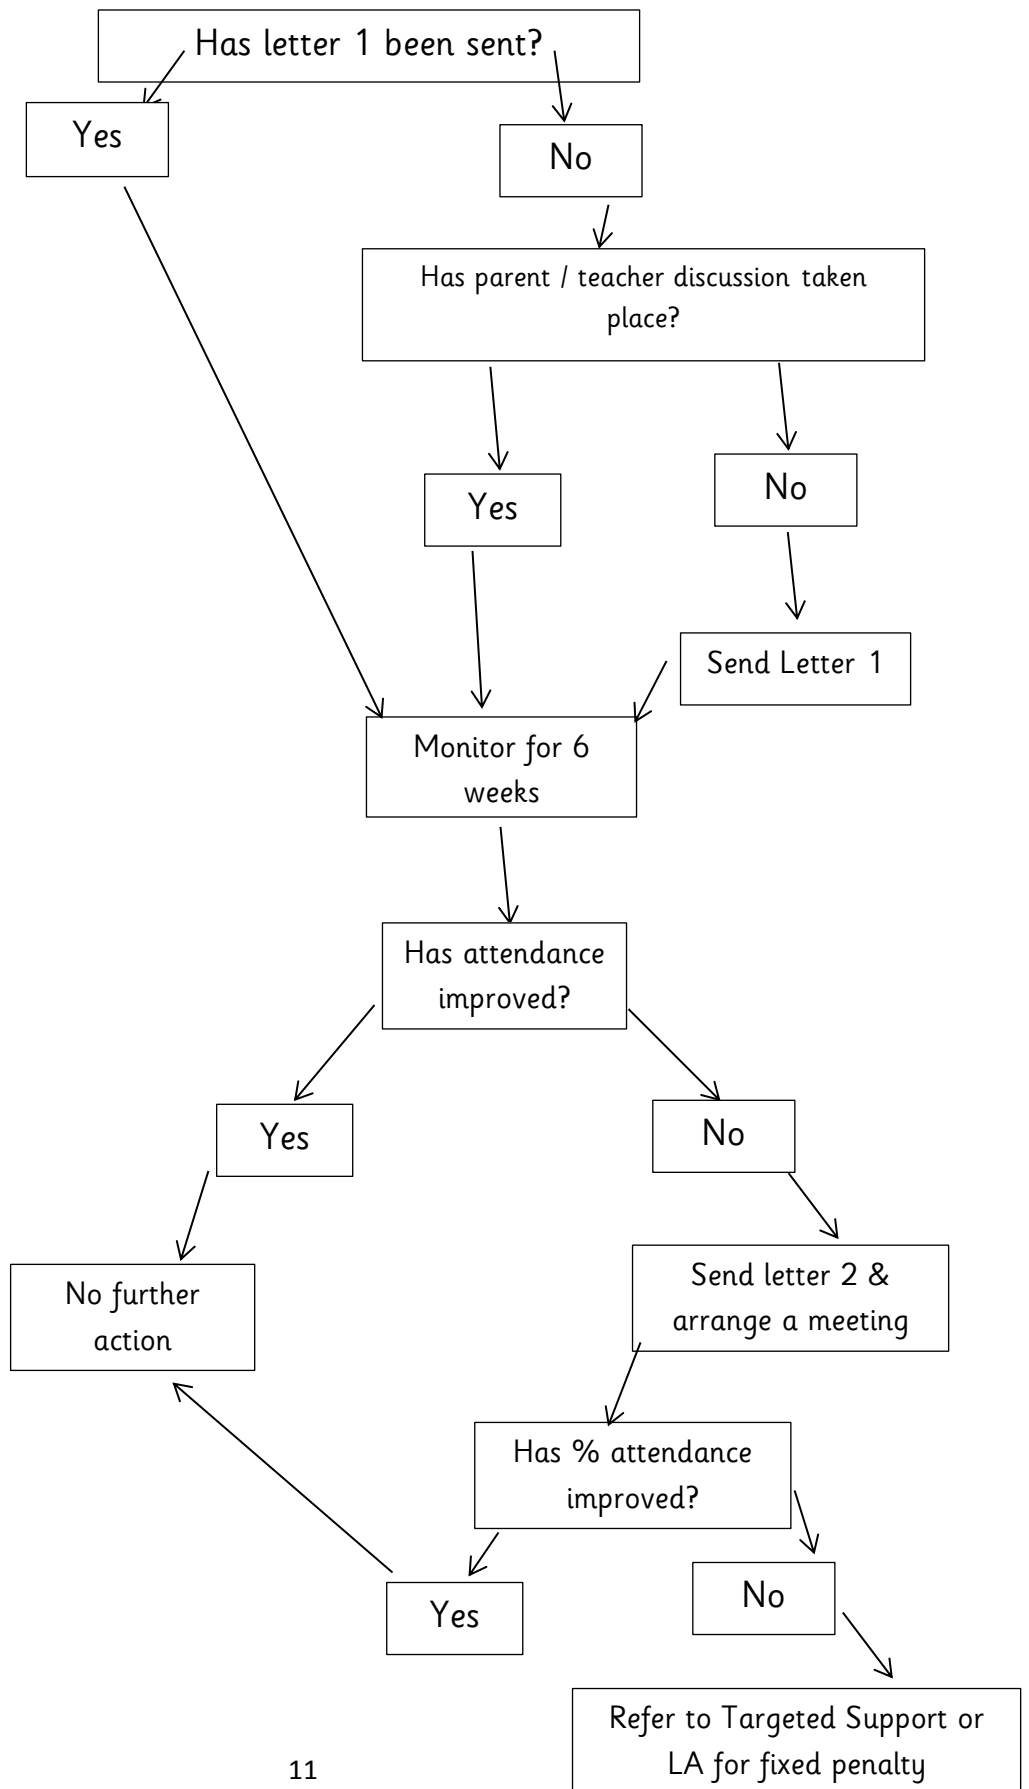 Has letter 1 been sent?
Yes
No
Has parent / teacher discussion taken
place?
Yes
No
Send Letter 1
Monitor for 6
weeks
Has attendance
improved?
Yes
No
No further
action
Send letter 2 &
arrange a meeting
Has % attendance
improved?
Yes
No
Refer to Targeted Support or
LA for fixed penalty
11